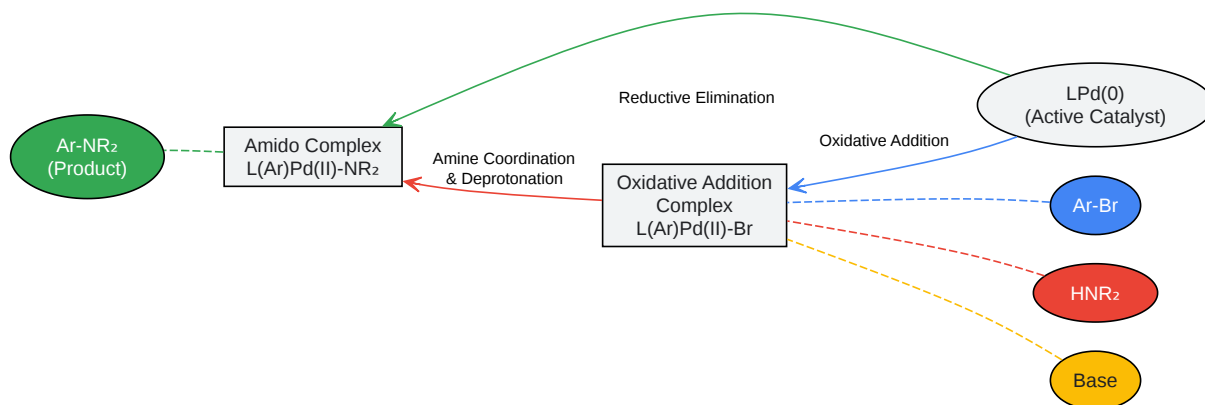 LPd(0)
(Active Catalyst)
Reductive Elimination
Oxidative Addition
Ar-NR₂
(Product)
Amido Complex
L(Ar)Pd(II)-NR₂
Amine Coordination
& Deprotonation
Oxidative Addition
Complex
L(Ar)Pd(II)-Br
Ar-Br
HNR₂
Base